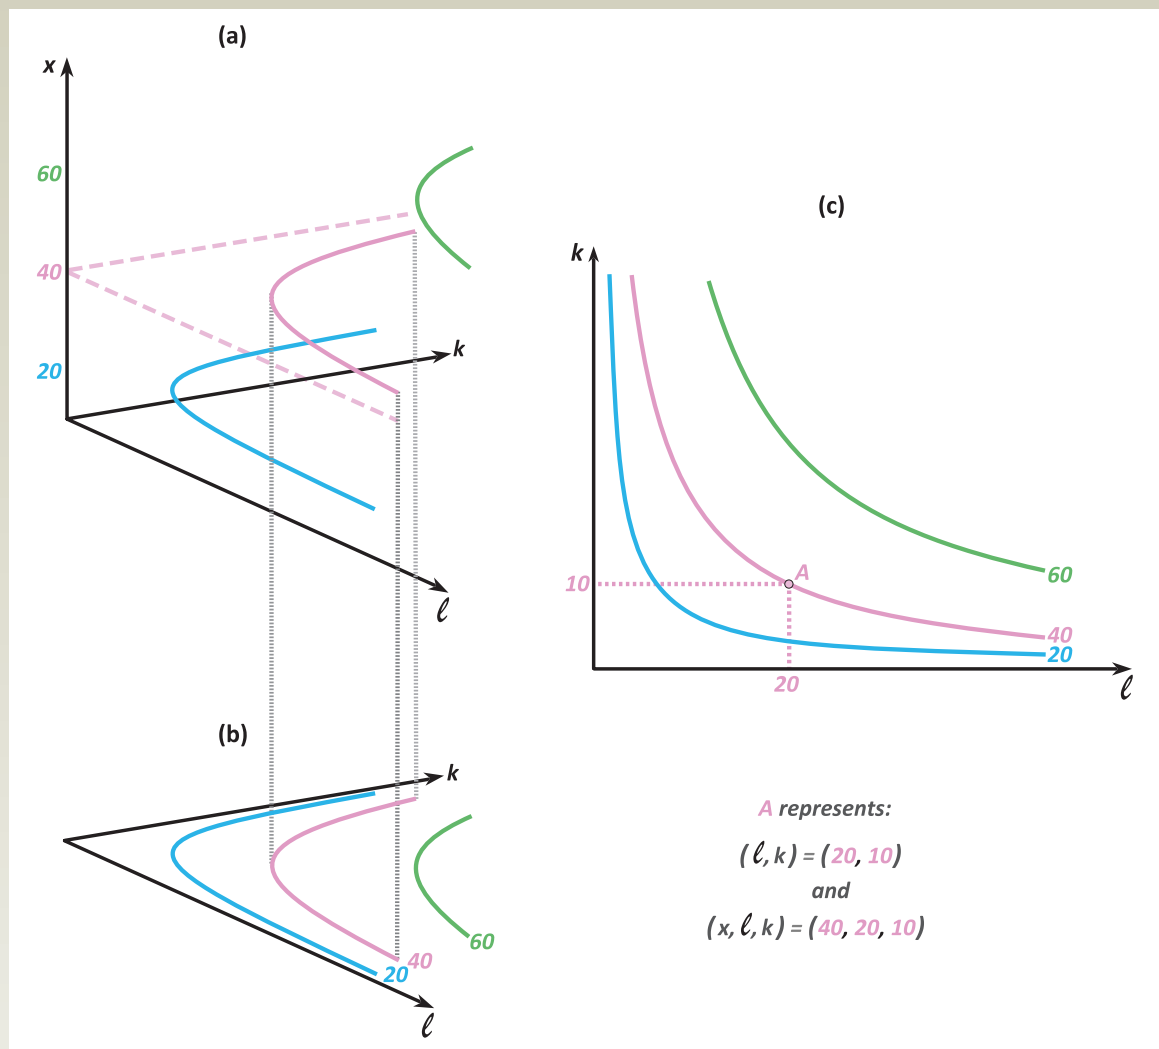 (a)
x
60
40
20
k
ℓ
(b)
k
60
40
20
ℓ
(c)
k
A
10
60
40
20
20
ℓ
A represents:
(ℓ, k) = (20, 10)
and
(x, ℓ, k) = (40, 20, 10)